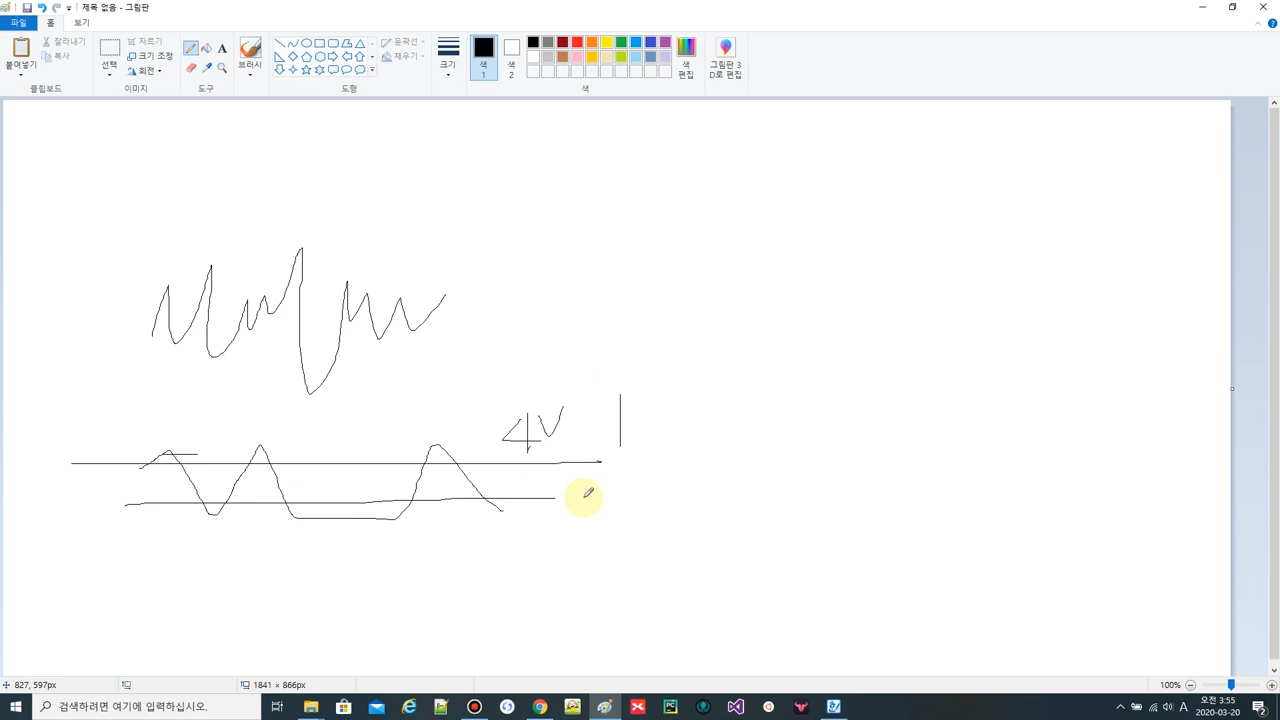 제목 없음 - 그림판
파일 홈 보기
붙여넣기
잘라내기
복사
클립보드
선택
자르기
크기 조정
회전
이미지
A
도구
브러시
윤곽선
채우기
도형
크기
색 1
색 2
색 편집
색
그림판 3D로 편집
4V
1
827, 597px
1841 × 866px
100%
검색하려면 여기에 입력하십시오.
A
오전 3:55
2020-03-20
2